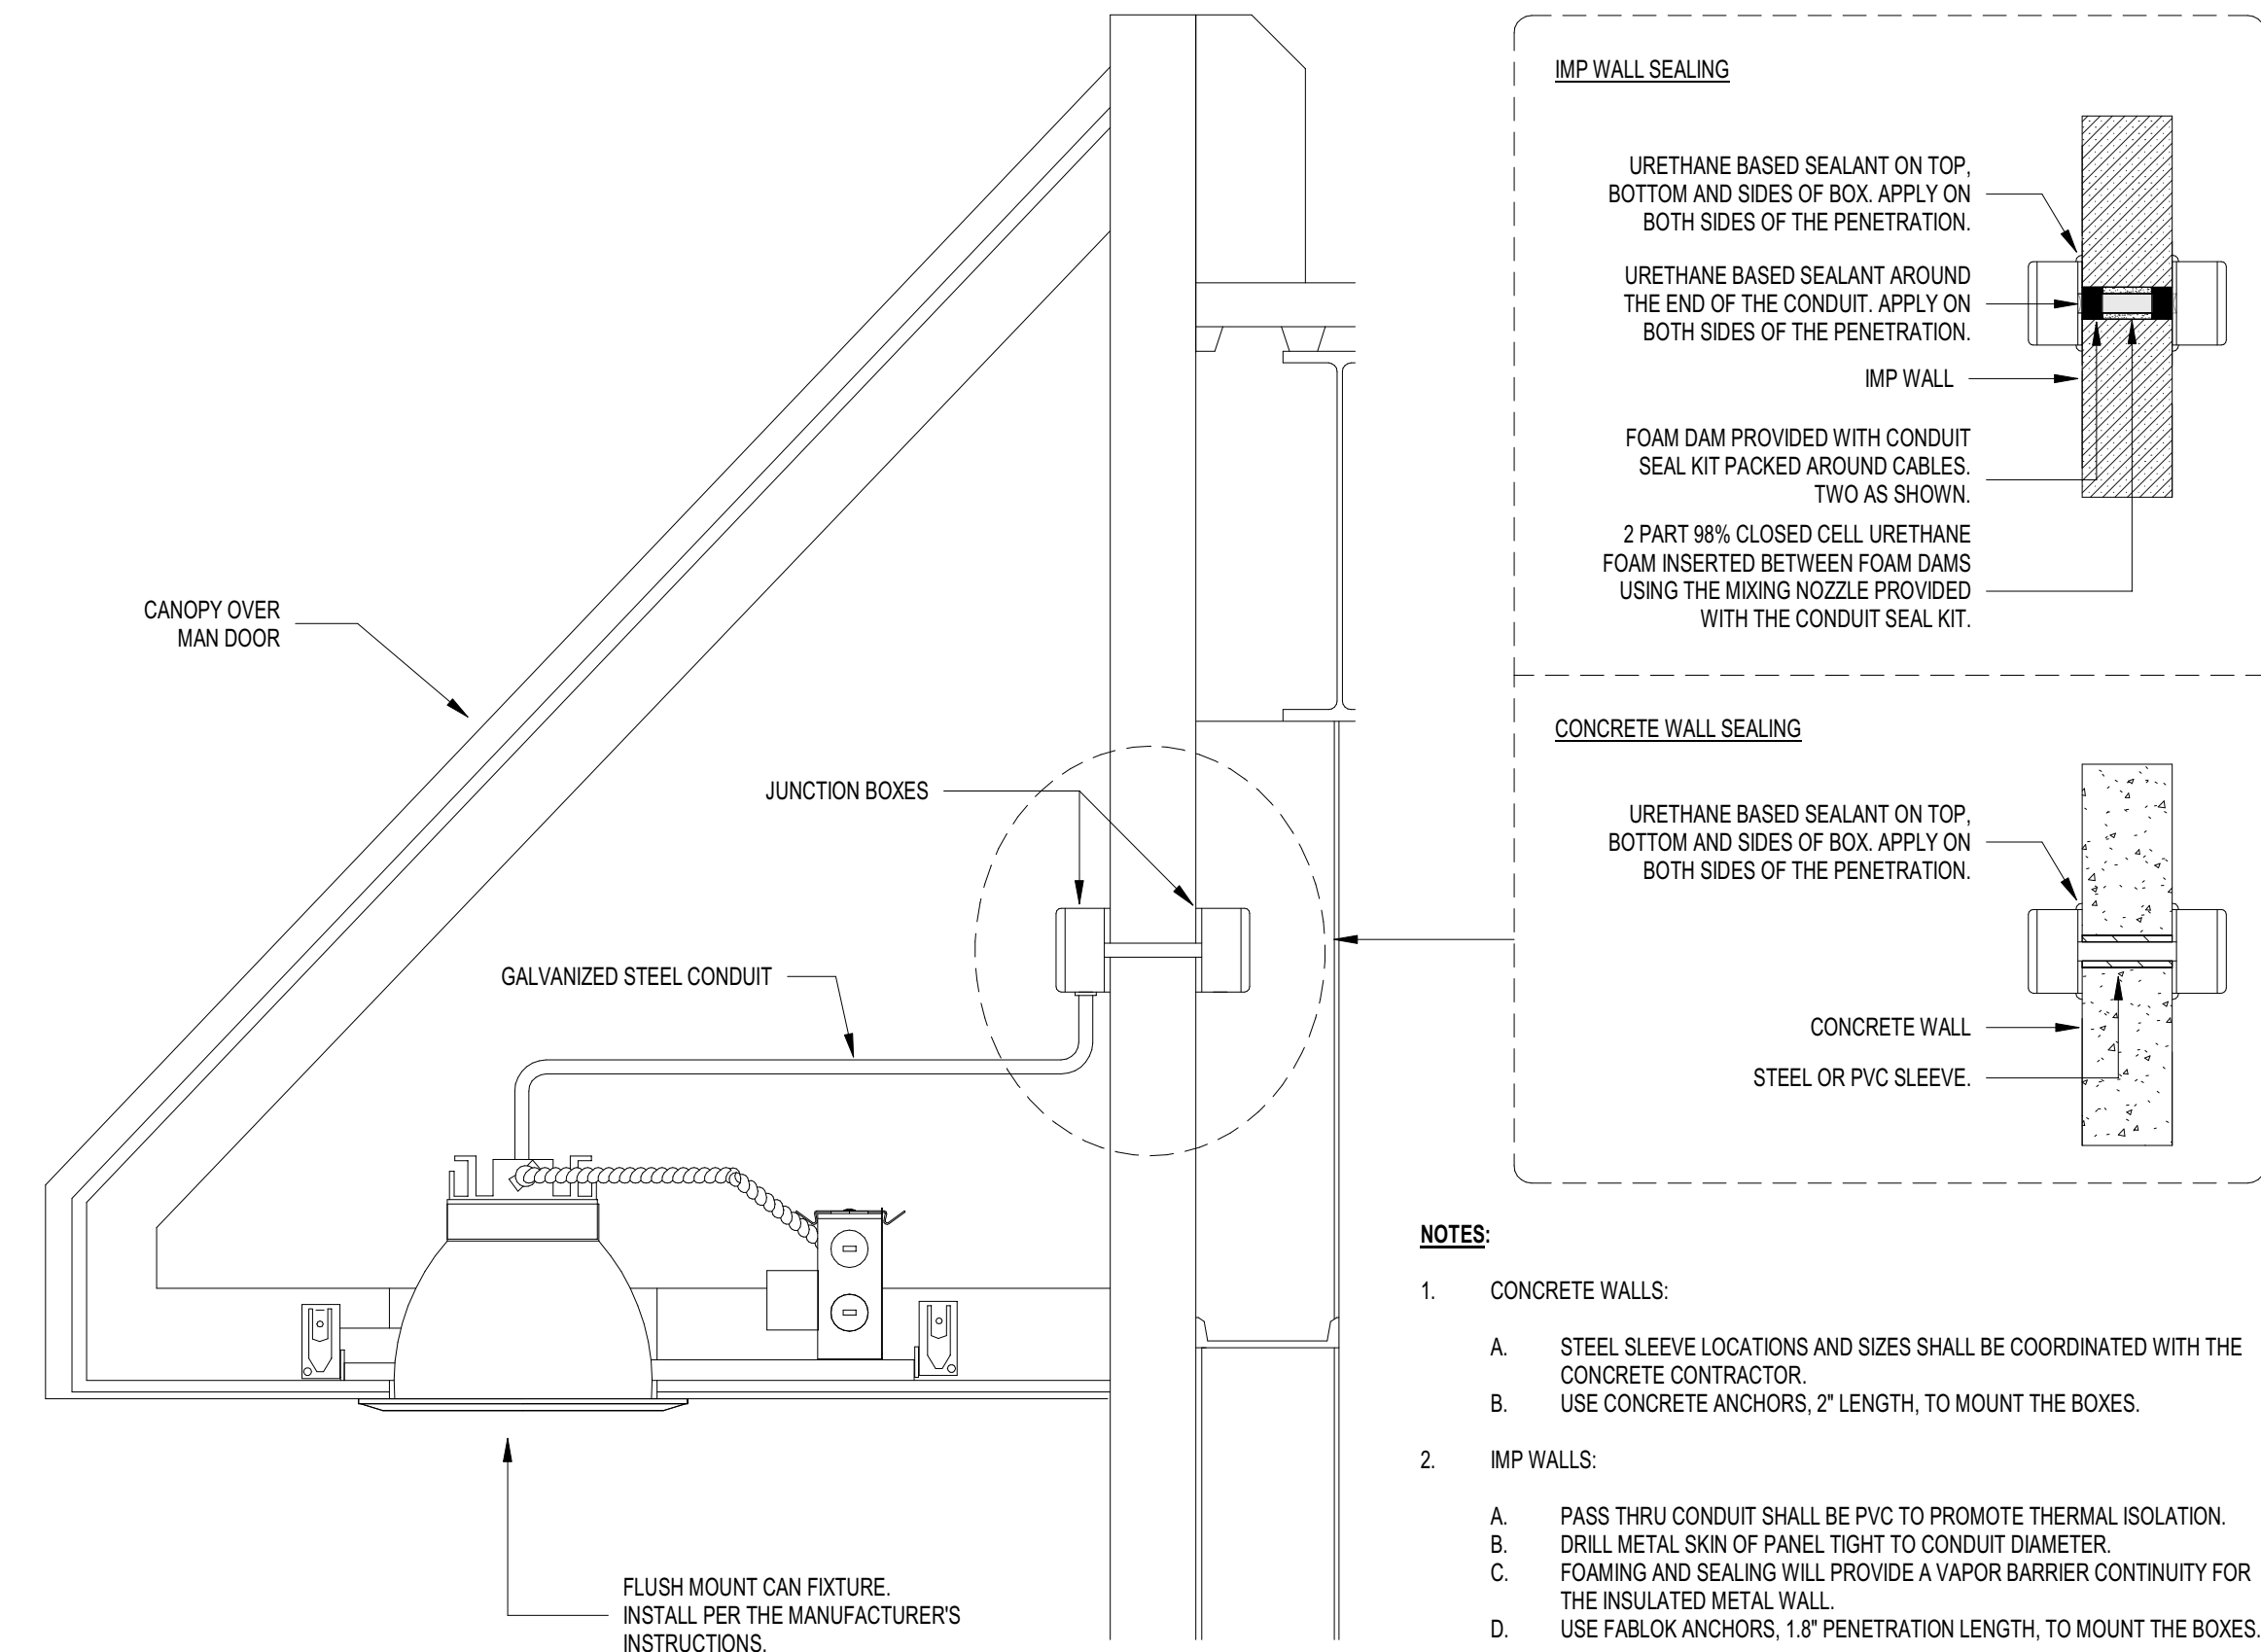 CANOPY OVER
MAN DOOR
JUNCTION BOXES
GALVANIZED STEEL CONDUIT
FLUSH MOUNT CAN FIXTURE.
INSTALL PER THE MANUFACTURER'S
INSTRUCTIONS.
IMP WALL SEALING
URETHANE BASED SEALANT ON TOP,
BOTTOM AND SIDES OF BOX. APPLY ON
BOTH SIDES OF THE PENETRATION.
URETHANE BASED SEALANT AROUND
THE END OF THE CONDUIT. APPLY ON
BOTH SIDES OF THE PENETRATION.
IMP WALL
FOAM DAM PROVIDED WITH CONDUIT
SEAL KIT PACKED AROUND CABLES.
TWO AS SHOWN.
2 PART 98% CLOSED CELL URETHANE
FOAM INSERTED BETWEEN FOAM DAMS
USING THE MIXING NOZZLE PROVIDED
WITH THE CONDUIT SEAL KIT.
CONCRETE WALL SEALING
URETHANE BASED SEALANT ON TOP,
BOTTOM AND SIDES OF BOX. APPLY ON
BOTH SIDES OF THE PENETRATION.
CONCRETE WALL
STEEL OR PVC SLEEVE.
NOTES:
1. CONCRETE WALLS:
A. STEEL SLEEVE LOCATIONS AND SIZES SHALL BE COORDINATED WITH THE
CONCRETE CONTRACTOR.
B. USE CONCRETE ANCHORS, 2" LENGTH, TO MOUNT THE BOXES.
2. IMP WALLS:
A. PASS THRU CONDUIT SHALL BE PVC TO PROMOTE THERMAL ISOLATION.
B. DRILL METAL SKIN OF PANEL TIGHT TO CONDUIT DIAMETER.
C. FOAMING AND SEALING WILL PROVIDE A VAPOR BARRIER CONTINUITY FOR
THE INSULATED METAL WALL.
D. USE FABLOK ANCHORS, 1.8" PENETRATION LENGTH, TO MOUNT THE BOXES.